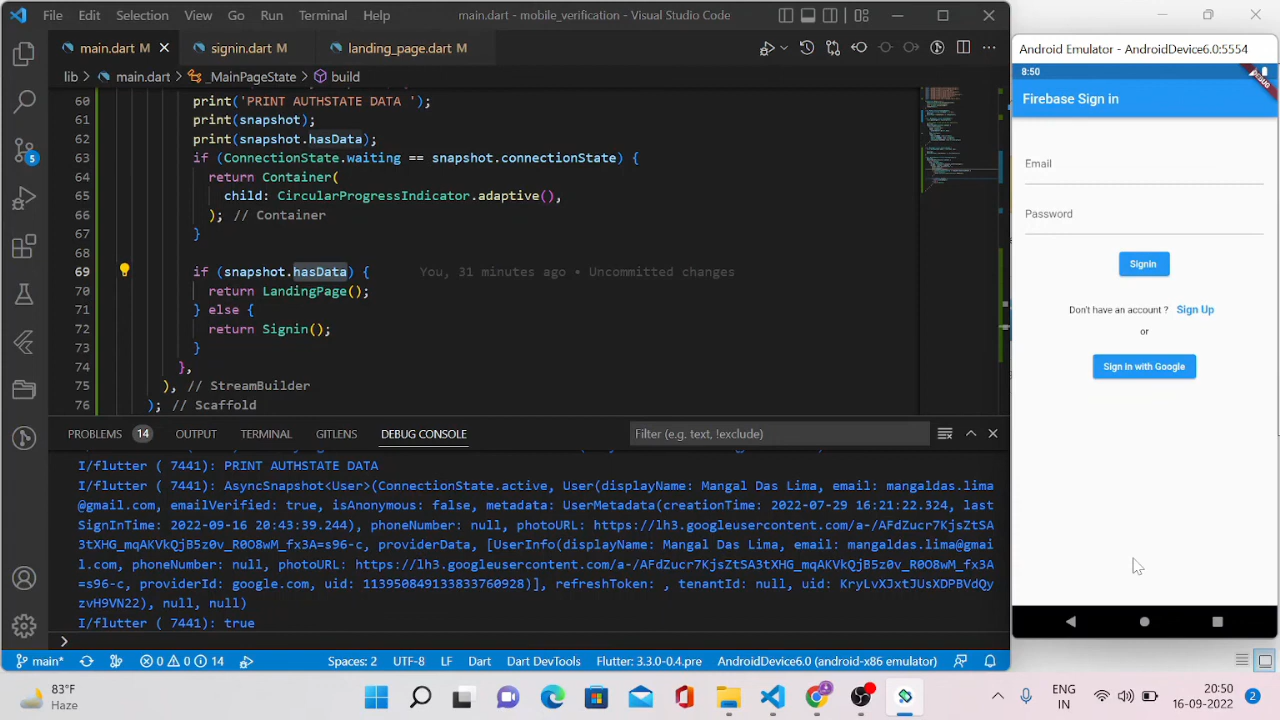 File Edit Selection View Go Run Terminal Help main.dart - mobile_verification - Visual Studio Code
main.dart M signin.dart M landing_page.dart M
lib > main.dart > _MainPageState > build
60 print('PRINT AUTHSTATE DATA ');
61 print(snapshot);
62 print(snapshot.hasData);
63 if (ConnectionState.waiting == snapshot.connectionState) {
64 return Container(
65 child: CircularProgressIndicator.adaptive(),
66 ); // Container
67 }
68
69 if (snapshot.hasData) { You, 31 minutes ago • Uncommitted changes
70 return LandingPage();
71 } else {
72 return Signin();
73 }
74 },
75 ), // StreamBuilder
76 ); // Scaffold
PROBLEMS 14 OUTPUT TERMINAL GITLENS DEBUG CONSOLE Filter (e.g. text, !exclude)
I/flutter ( 7441): PRINT AUTHSTATE DATA
I/flutter ( 7441): AsyncSnapshot<User>(ConnectionState.active, User(displayName: Mangal Das Lima, email: mangaldas.lima
@gmail.com, emailVerified: true, isAnonymous: false, metadata: UserMetadata(creationTime: 2022-07-29 16:21:22.324, last
SignInTime: 2022-09-16 20:43:39.244), phoneNumber: null, photoURL: https://lh3.googleusercontent.com/a-/AFdZucr7KjsZtSA
3tXHG_mqAKVkQjB5z0v_R0O8wM_fx3A=s96-c, providerData, [UserInfo(displayName: Mangal Das Lima, email: mangaldas.lima@gmai
l.com, phoneNumber: null, photoURL: https://lh3.googleusercontent.com/a-/AFdZucr7KjsZtSA3tXHG_mqAKVkQjB5z0v_R0O8wM_fx3A
=s96-c, providerId: google.com, uid: 113950849133833760928)], refreshToken: , tenantId: null, uid: KryLvXJxtJUsXDPBVdQy
zvH9VN22), null, null)
I/flutter ( 7441): true
>
5
main* 0 0 14 Spaces: 2 UTF-8 LF Dart Dart DevTools Flutter: 3.3.0-0.4.pre AndroidDevice6.0 (android-x86 emulator)
Android Emulator - AndroidDevice6.0:5554
8:50
DEBUG
Firebase Sign in
Email
Password
Signin
Don't have an account ? Sign Up
or
Sign in with Google
83°F
Haze
4
ENG
IN
20:50
16-09-2022
2